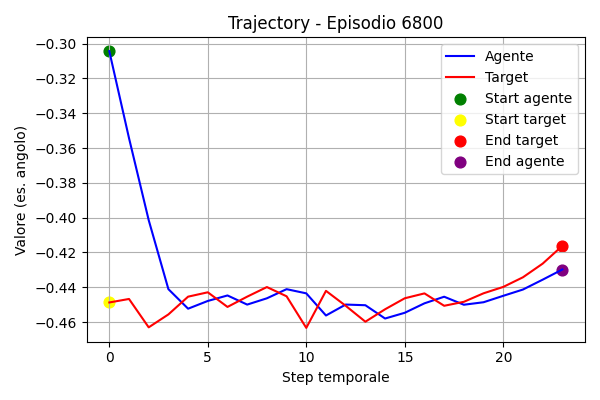 Trajectory - Episodio 6800
Valore (es. angolo)
−0.30
−0.32
−0.34
−0.36
−0.38
−0.40
−0.42
−0.44
−0.46
Agente
Target
Start agente
Start target
End target
End agente
0
5
10
15
20
Step temporale